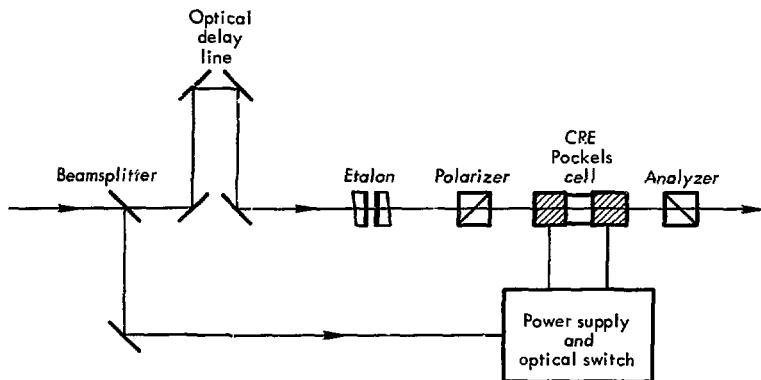 Optical
delay
line
Beamsplitter
Etalon
Polarizer
CRE
Pockels
cell
Analyzer
Power supply
and
optical switch